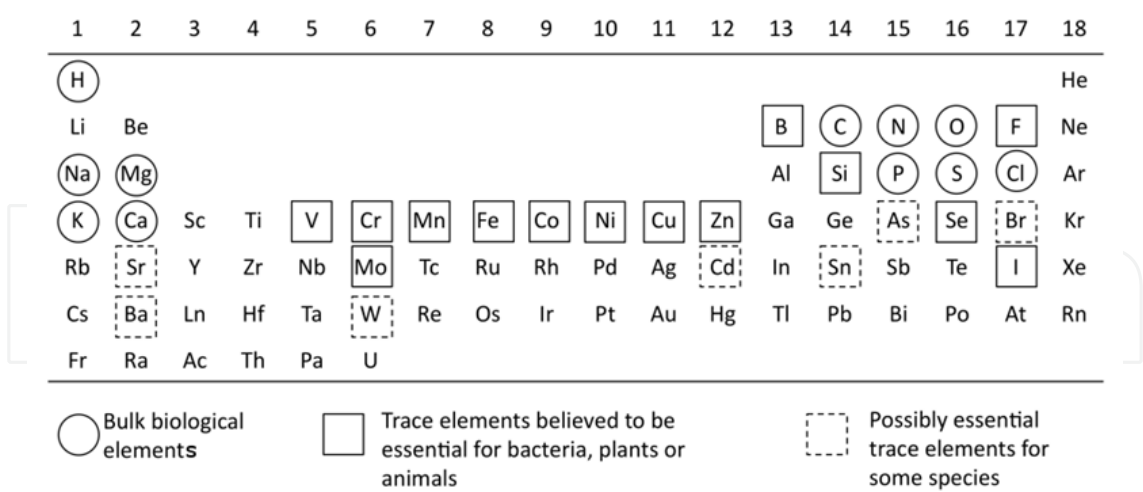 1 2 3 4 5 6 7 8 9 10 11 12 13 14 15 16 17 18
H He
Li Be B C N O F Ne
Na Mg Al Si P S Cl Ar
K Ca Sc Ti V Cr Mn Fe Co Ni Cu Zn Ga Ge As Se Br Kr
Rb Sr Y Zr Nb Mo Tc Ru Rh Pd Ag Cd In Sn Sb Te I Xe
Cs Ba Ln Hf Ta W Re Os Ir Pt Au Hg Tl Pb Bi Po At Rn
Fr Ra Ac Th Pa U
Bulk biological
elements
Trace elements believed to be
essential for bacteria, plants or
animals
Possibly essential
trace elements for
some species